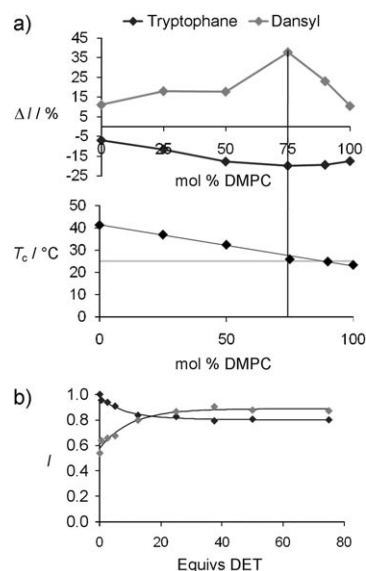 a) Tryptophane Dansyl
45
35
25
15
5
-5
-15
-25
ΔI / %
0 25 50 75 100
mol % DMPC
50
40
30
20
10
0
Tc / °C
0 50 100
mol % DMPC
b)
1.0
0.8
0.6
0.4
0.2
0.0
I
0 20 40 60 80
Equivs DET